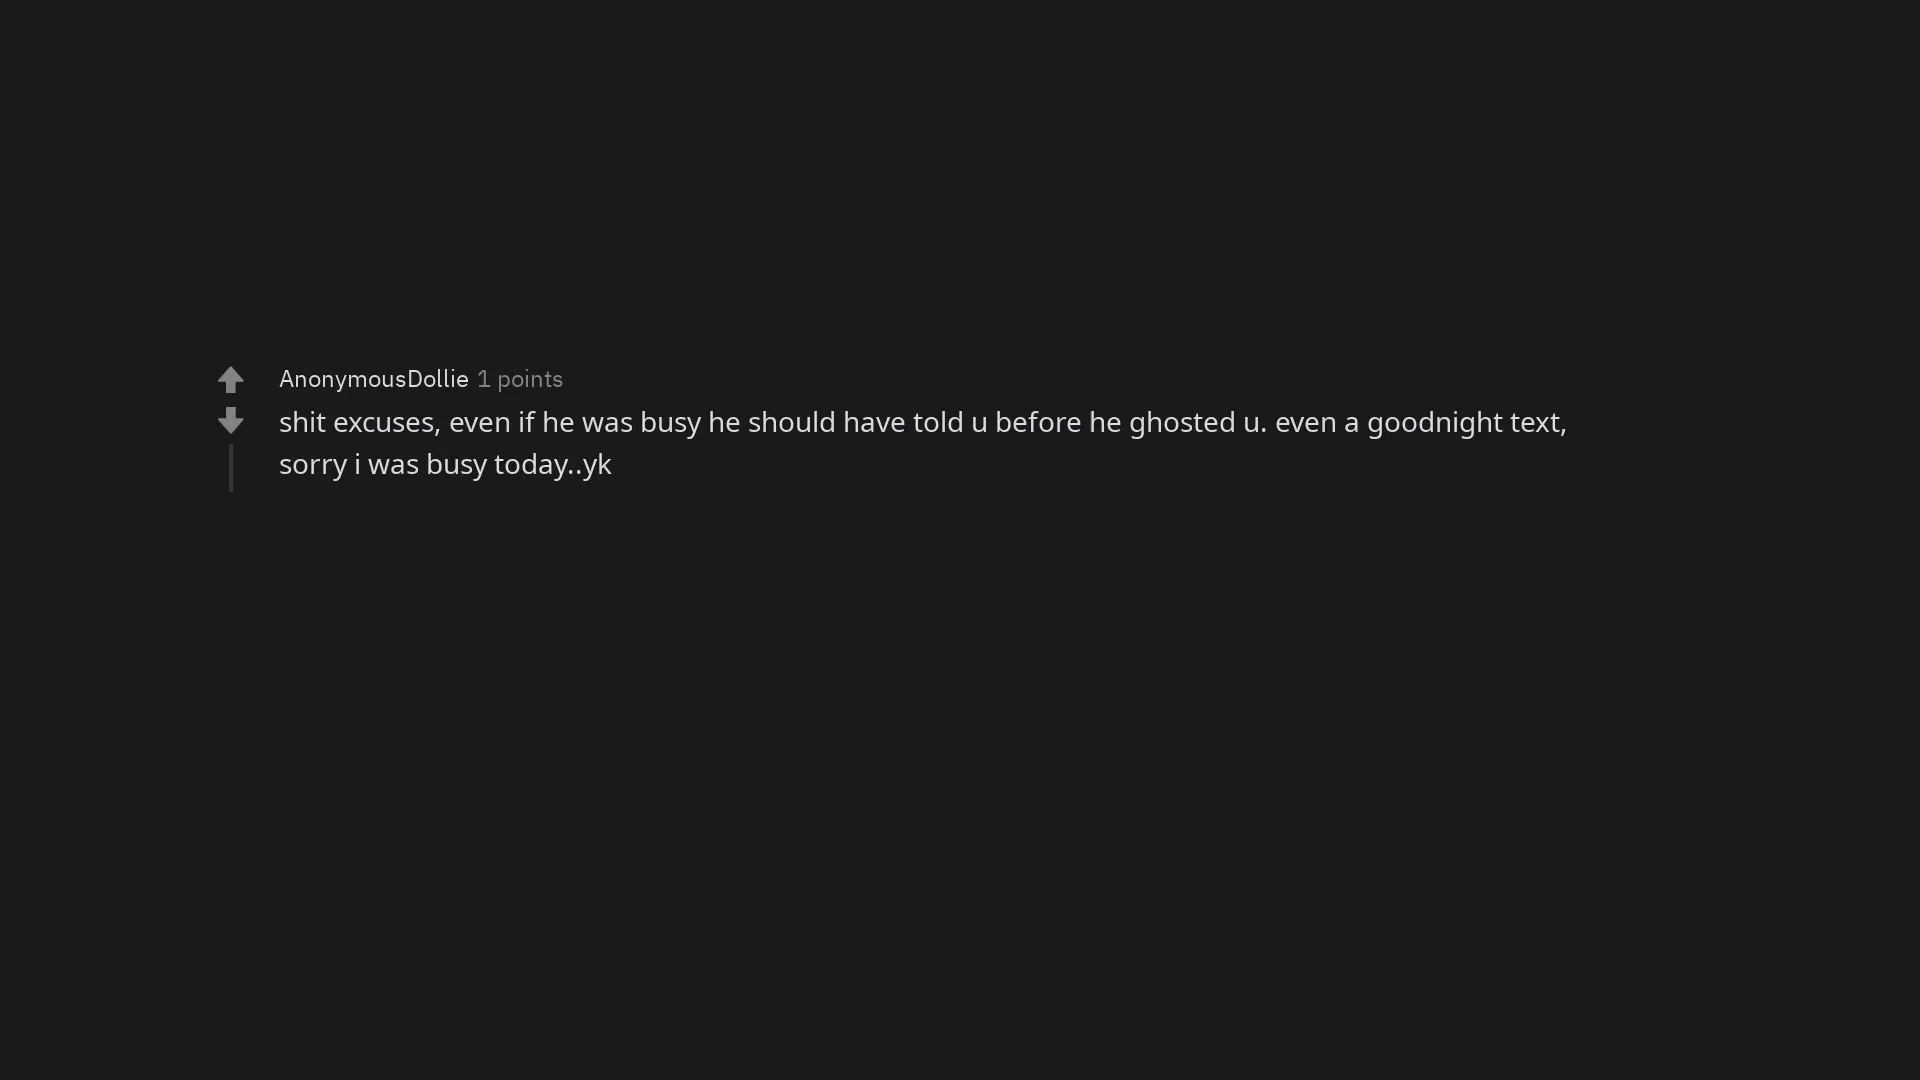 AnonymousDollie 1 points
shit excuses, even if he was busy he should have told u before he ghosted u. even a goodnight text,
sorry i was busy today..yk